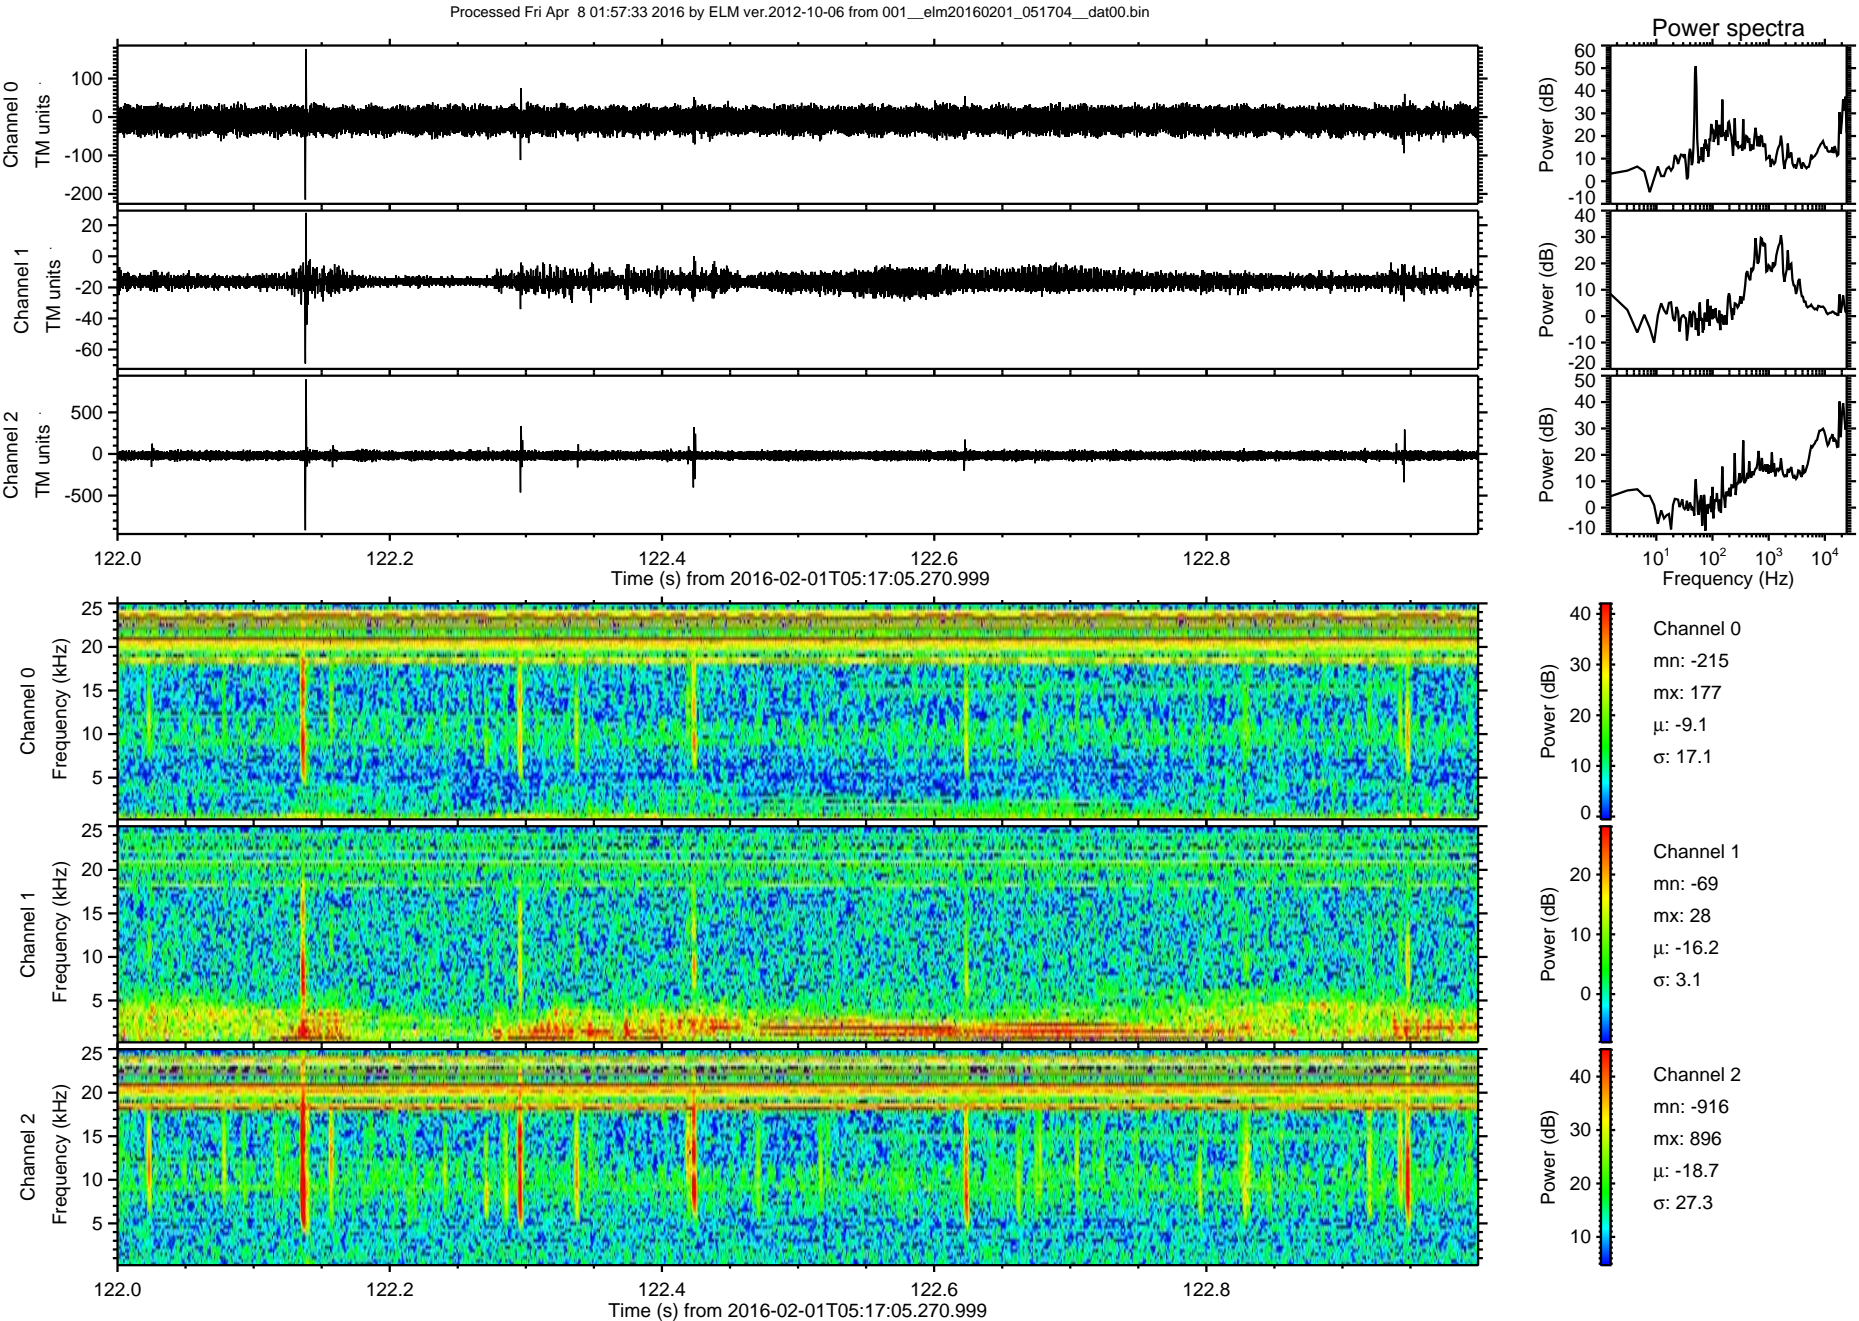 Processed Fri Apr 8 01:57:33 2016 by ELM ver.2012-10-06 from 001__elm20160201_051704__dat00.bin
Power spectra
Channel 0
TM units
100
0
-100
-200
Power (dB)
60
50
40
30
20
10
0
-10
Channel 1
TM units
20
0
-20
-40
-60
Power (dB)
40
30
20
10
0
-10
-20
Channel 2
TM units
500
0
-500
Power (dB)
50
40
30
20
10
0
-10
122.0 122.2 122.4 122.6 122.8
Time (s) from 2016-02-01T05:17:05.270.999
10^1 10^2 10^3 10^4
Frequency (Hz)
Channel 0
Frequency (kHz)
25
20
15
10
5
Power (dB)
40
30
20
10
0
Channel 0
mn: -215
mx: 177
μ: -9.1
σ: 17.1
Channel 1
Frequency (kHz)
25
20
15
10
5
Power (dB)
20
10
0
Channel 1
mn: -69
mx: 28
μ: -16.2
σ: 3.1
Channel 2
Frequency (kHz)
25
20
15
10
5
Power (dB)
40
30
20
10
Channel 2
mn: -916
mx: 896
μ: -18.7
σ: 27.3
122.0 122.2 122.4 122.6 122.8
Time (s) from 2016-02-01T05:17:05.270.999